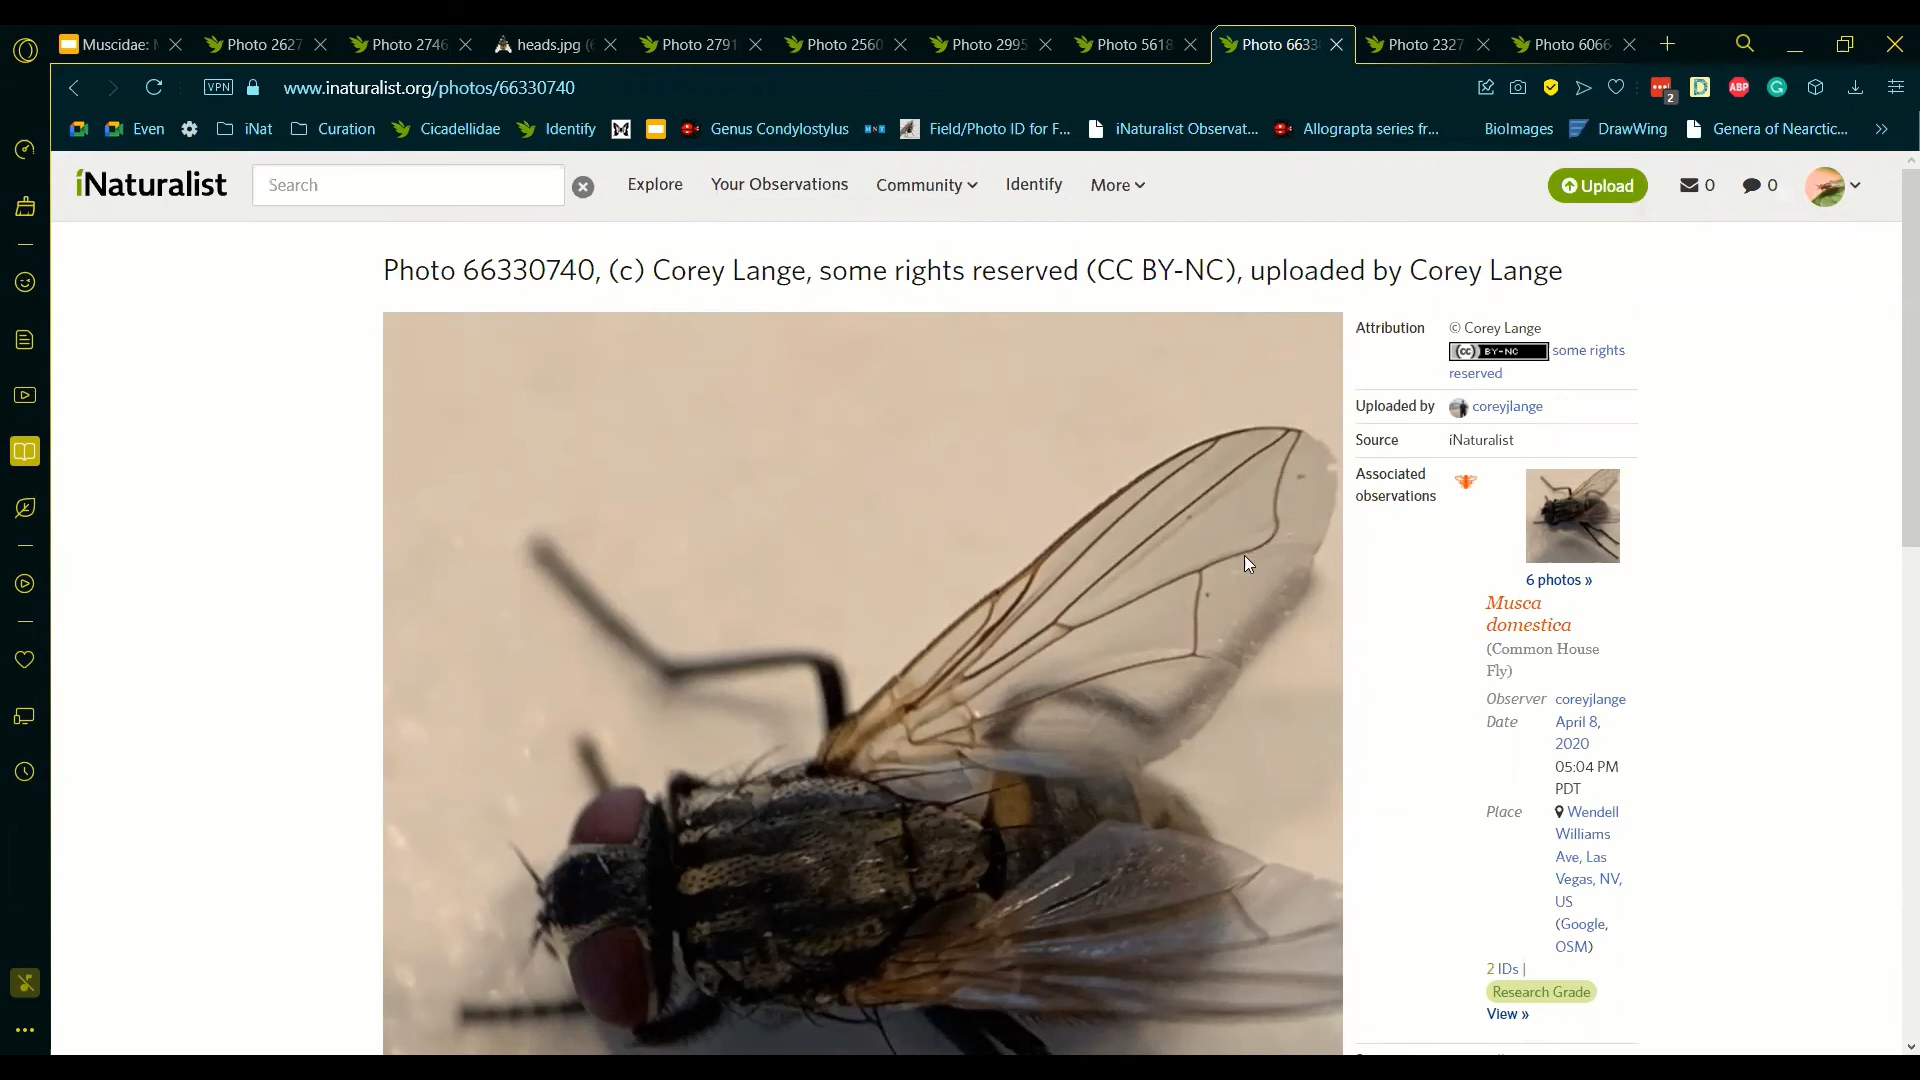 Muscidae: M
Photo 2627
Photo 2746
heads.jpg (
Photo 2791
Photo 2560
Photo 2995
Photo 5618
Photo 6633
Photo 2327
Photo 6066
VPN
www.inaturalist.org/photos/66330740
2
ABP
Even
iNat
Curation
Cicadellidae
Identify
Genus Condylostylus
Field/Photo ID for F...
iNaturalist Observat...
Allograpta series fr...
BioImages
DrawWing
Genera of Nearctic...
iNaturalist
Search
Explore
Your Observations
Community
Identify
More
Upload
0
0
Photo 66330740, (c) Corey Lange, some rights reserved (CC BY-NC), uploaded by Corey Lange
Attribution
© Corey Lange
cc BY-NC some rights
reserved
Uploaded by
coreyjlange
Source
iNaturalist
Associated
observations
6 photos »
Musca
domestica
(Common House
Fly)
Observer coreyjlange
Date April 8,
2020
05:04 PM
PDT
Place Wendell
Williams
Ave, Las
Vegas, NV,
US
(Google,
OSM)
2 IDs |
Research Grade
View »